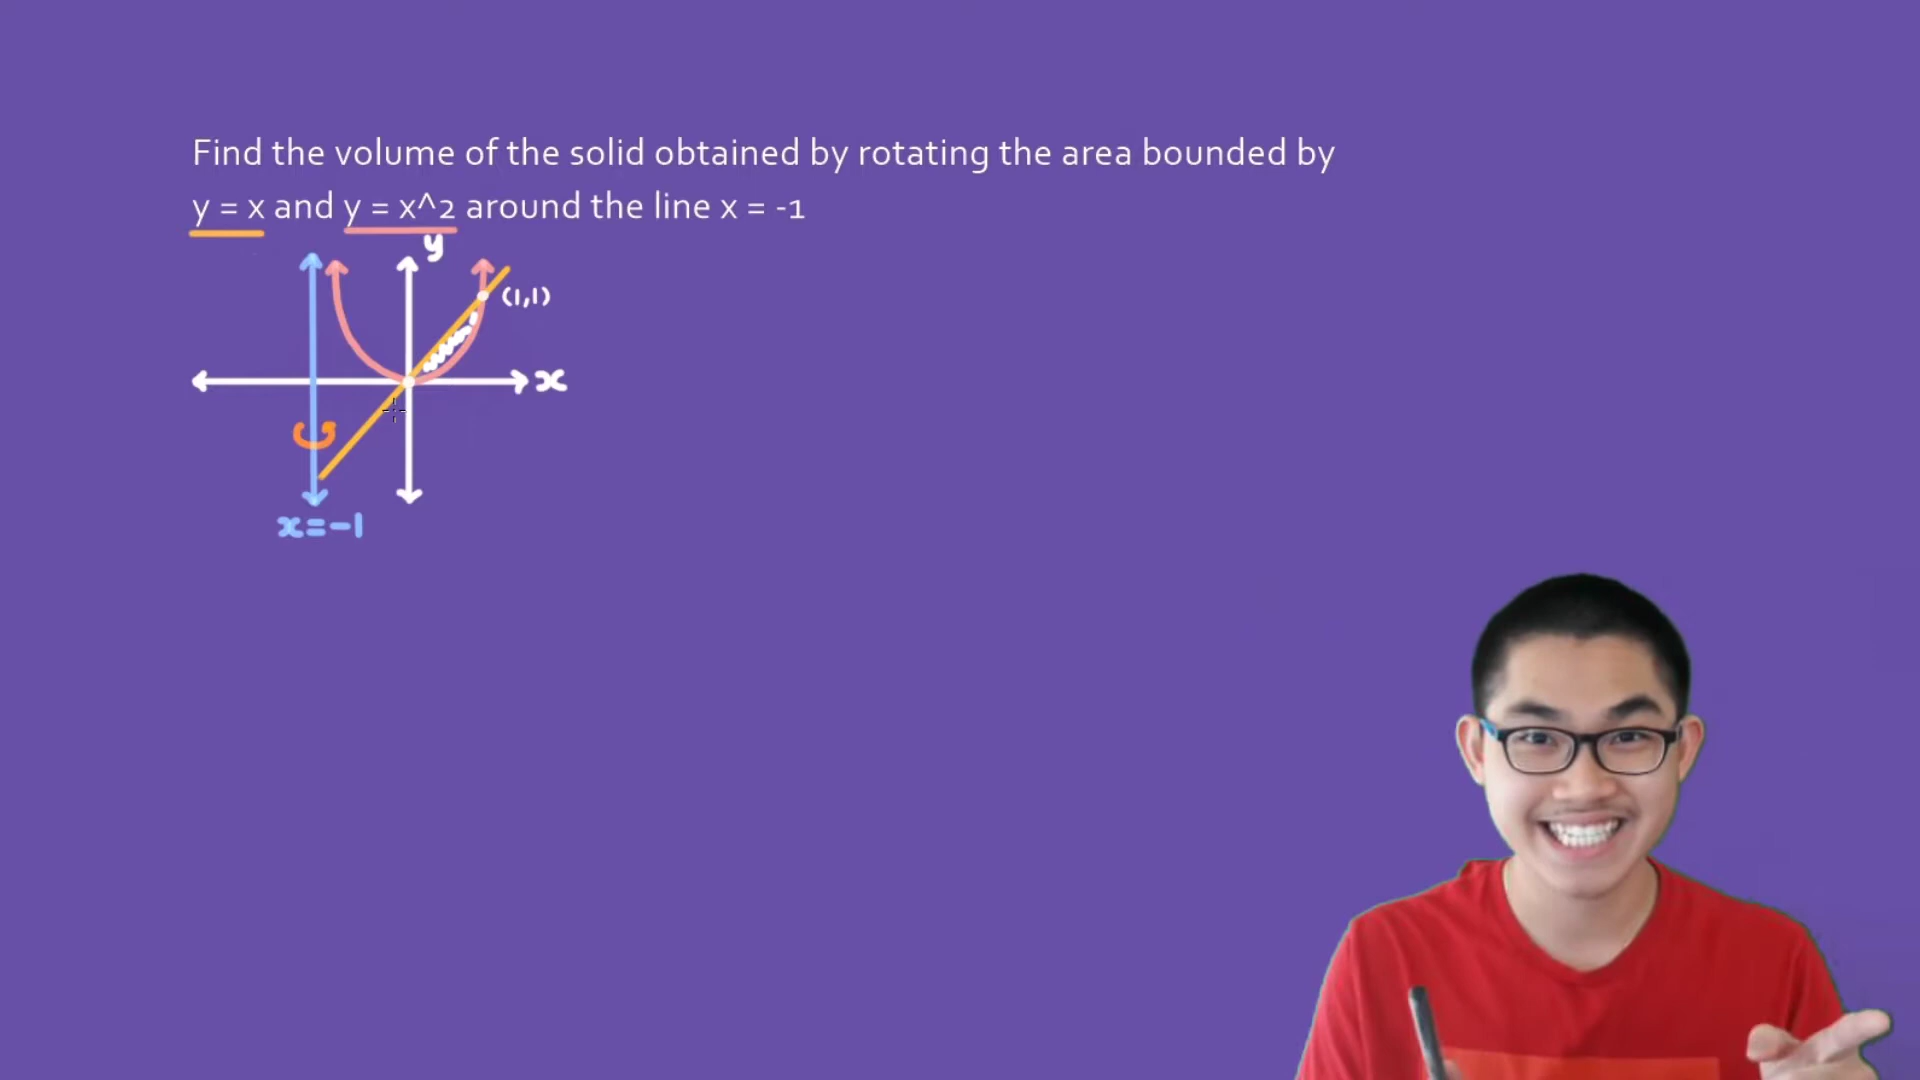 Find the volume of the solid obtained by rotating the area bounded by
y = x and y = x^2 around the line x = -1
y
(1,1)
x
x=-1